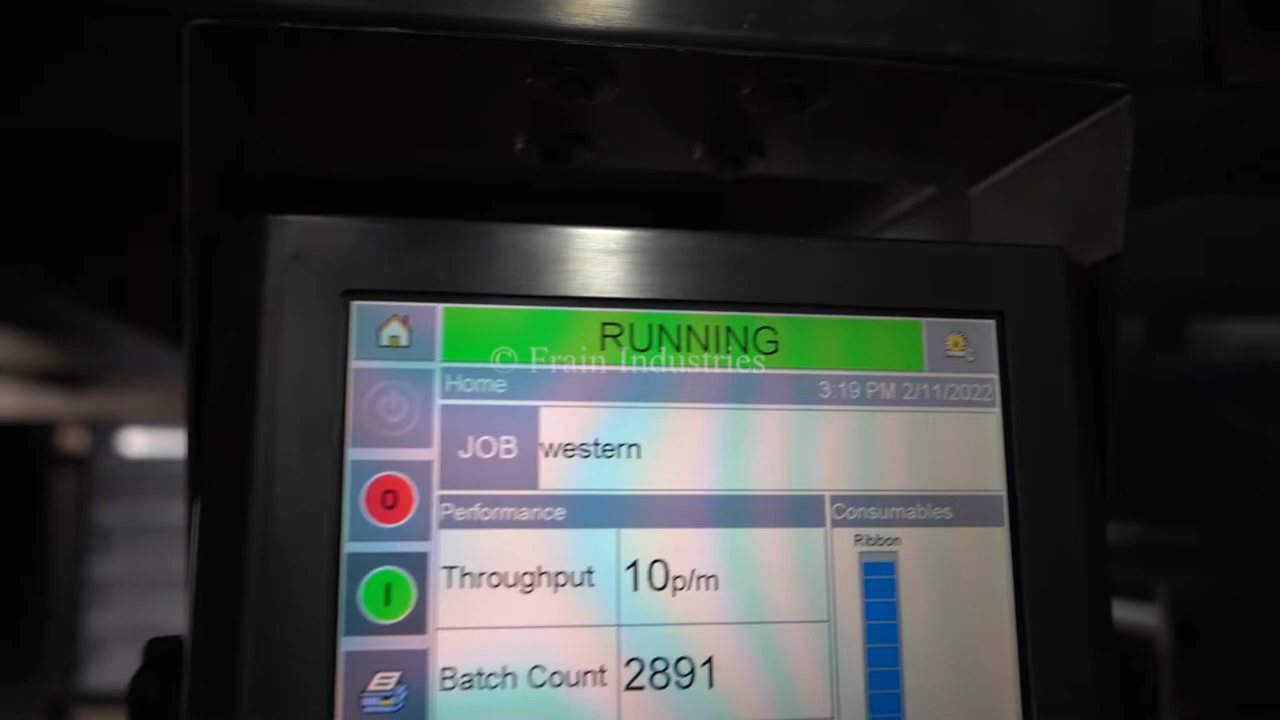 RUNNING
© Frain Industries
Home
3:19 PM 2/11/2022
JOB
western
0
Performance
Consumables
Ribbon
Throughput
10p/m
I
Batch Count
2891